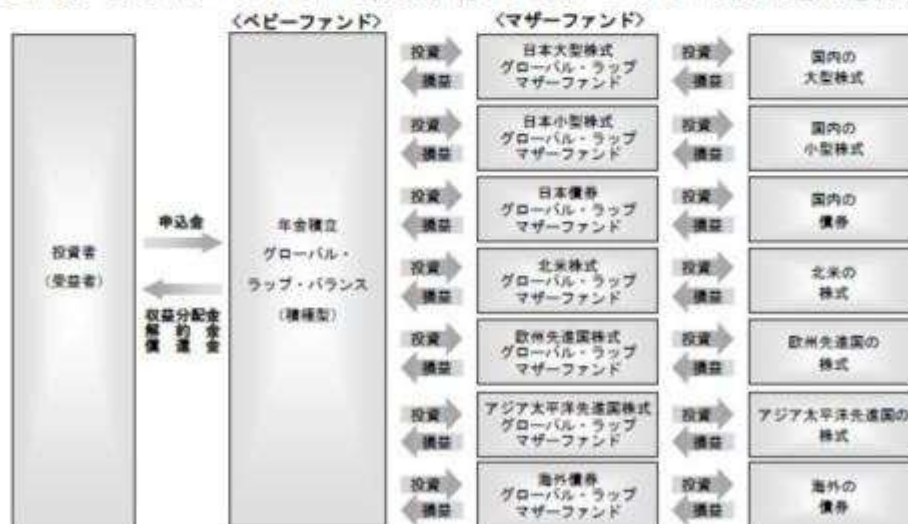 〈ベビーファンド〉
〈マザーファンド〉
投資者
（受益者）
申込金
収益分配金
解約金
償還金
年金積立
グローバル・
ラップ・バランス
（積極型）
投資
損益
日本大型株式
グローバル・ラップ
マザーファンド
投資
損益
国内の
大型株式
投資
損益
日本小型株式
グローバル・ラップ
マザーファンド
投資
損益
国内の
小型株式
投資
損益
日本債券
グローバル・ラップ
マザーファンド
投資
損益
国内の
債券
投資
損益
北米株式
グローバル・ラップ
マザーファンド
投資
損益
北米の
株式
投資
損益
欧州先進国株式
グローバル・ラップ
マザーファンド
投資
損益
欧州先進国の
株式
投資
損益
アジア太平洋先進国株式
グローバル・ラップ
マザーファンド
投資
損益
アジア太平洋先進国の
株式
投資
損益
海外債券
グローバル・ラップ
マザーファンド
投資
損益
海外の
債券